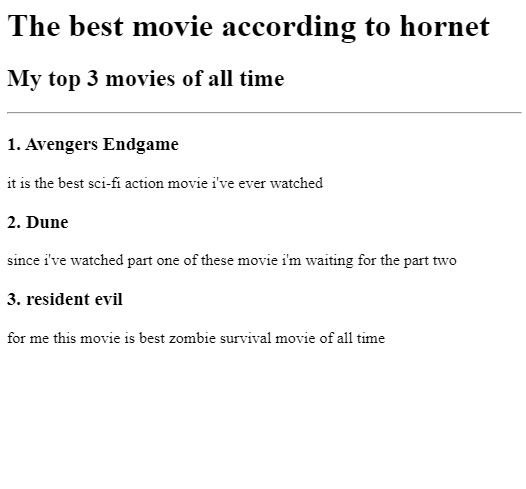 The best movie according to hornet
My top 3 movies of all time
1. Avengers Endgame
it is the best sci-fi action movie i've ever watched
2. Dune
since i've watched part one of these movie i'm waiting for the part two
3. resident evil
for me this movie is best zombie survival movie of all time